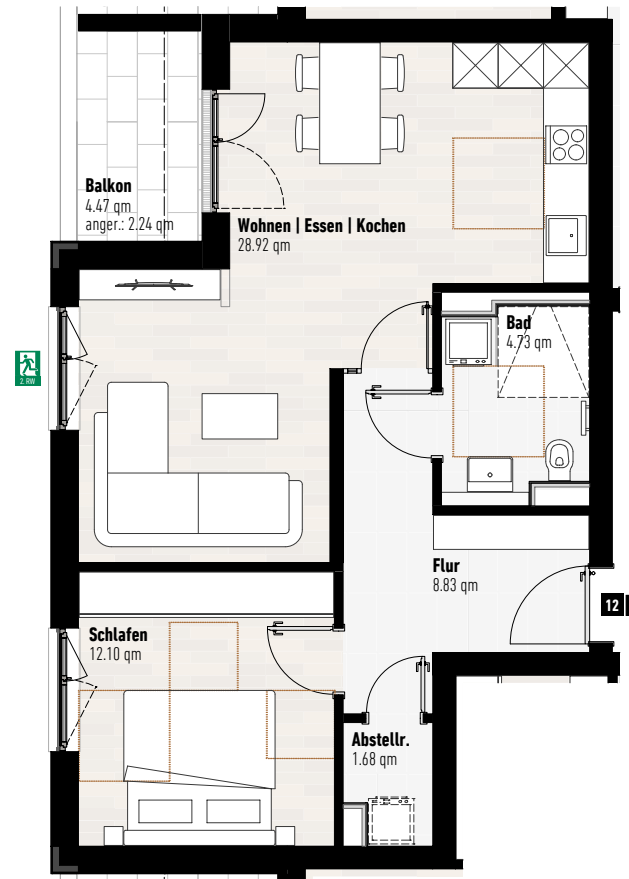 Balkon
4.47 qm
anger.: 2.24 qm
Wohnen | Essen | Kochen
28.92 qm
Bad
4.73 qm
2. RW
Flur
8.83 qm
12
Schlafen
12.10 qm
Abstellr.
1.68 qm